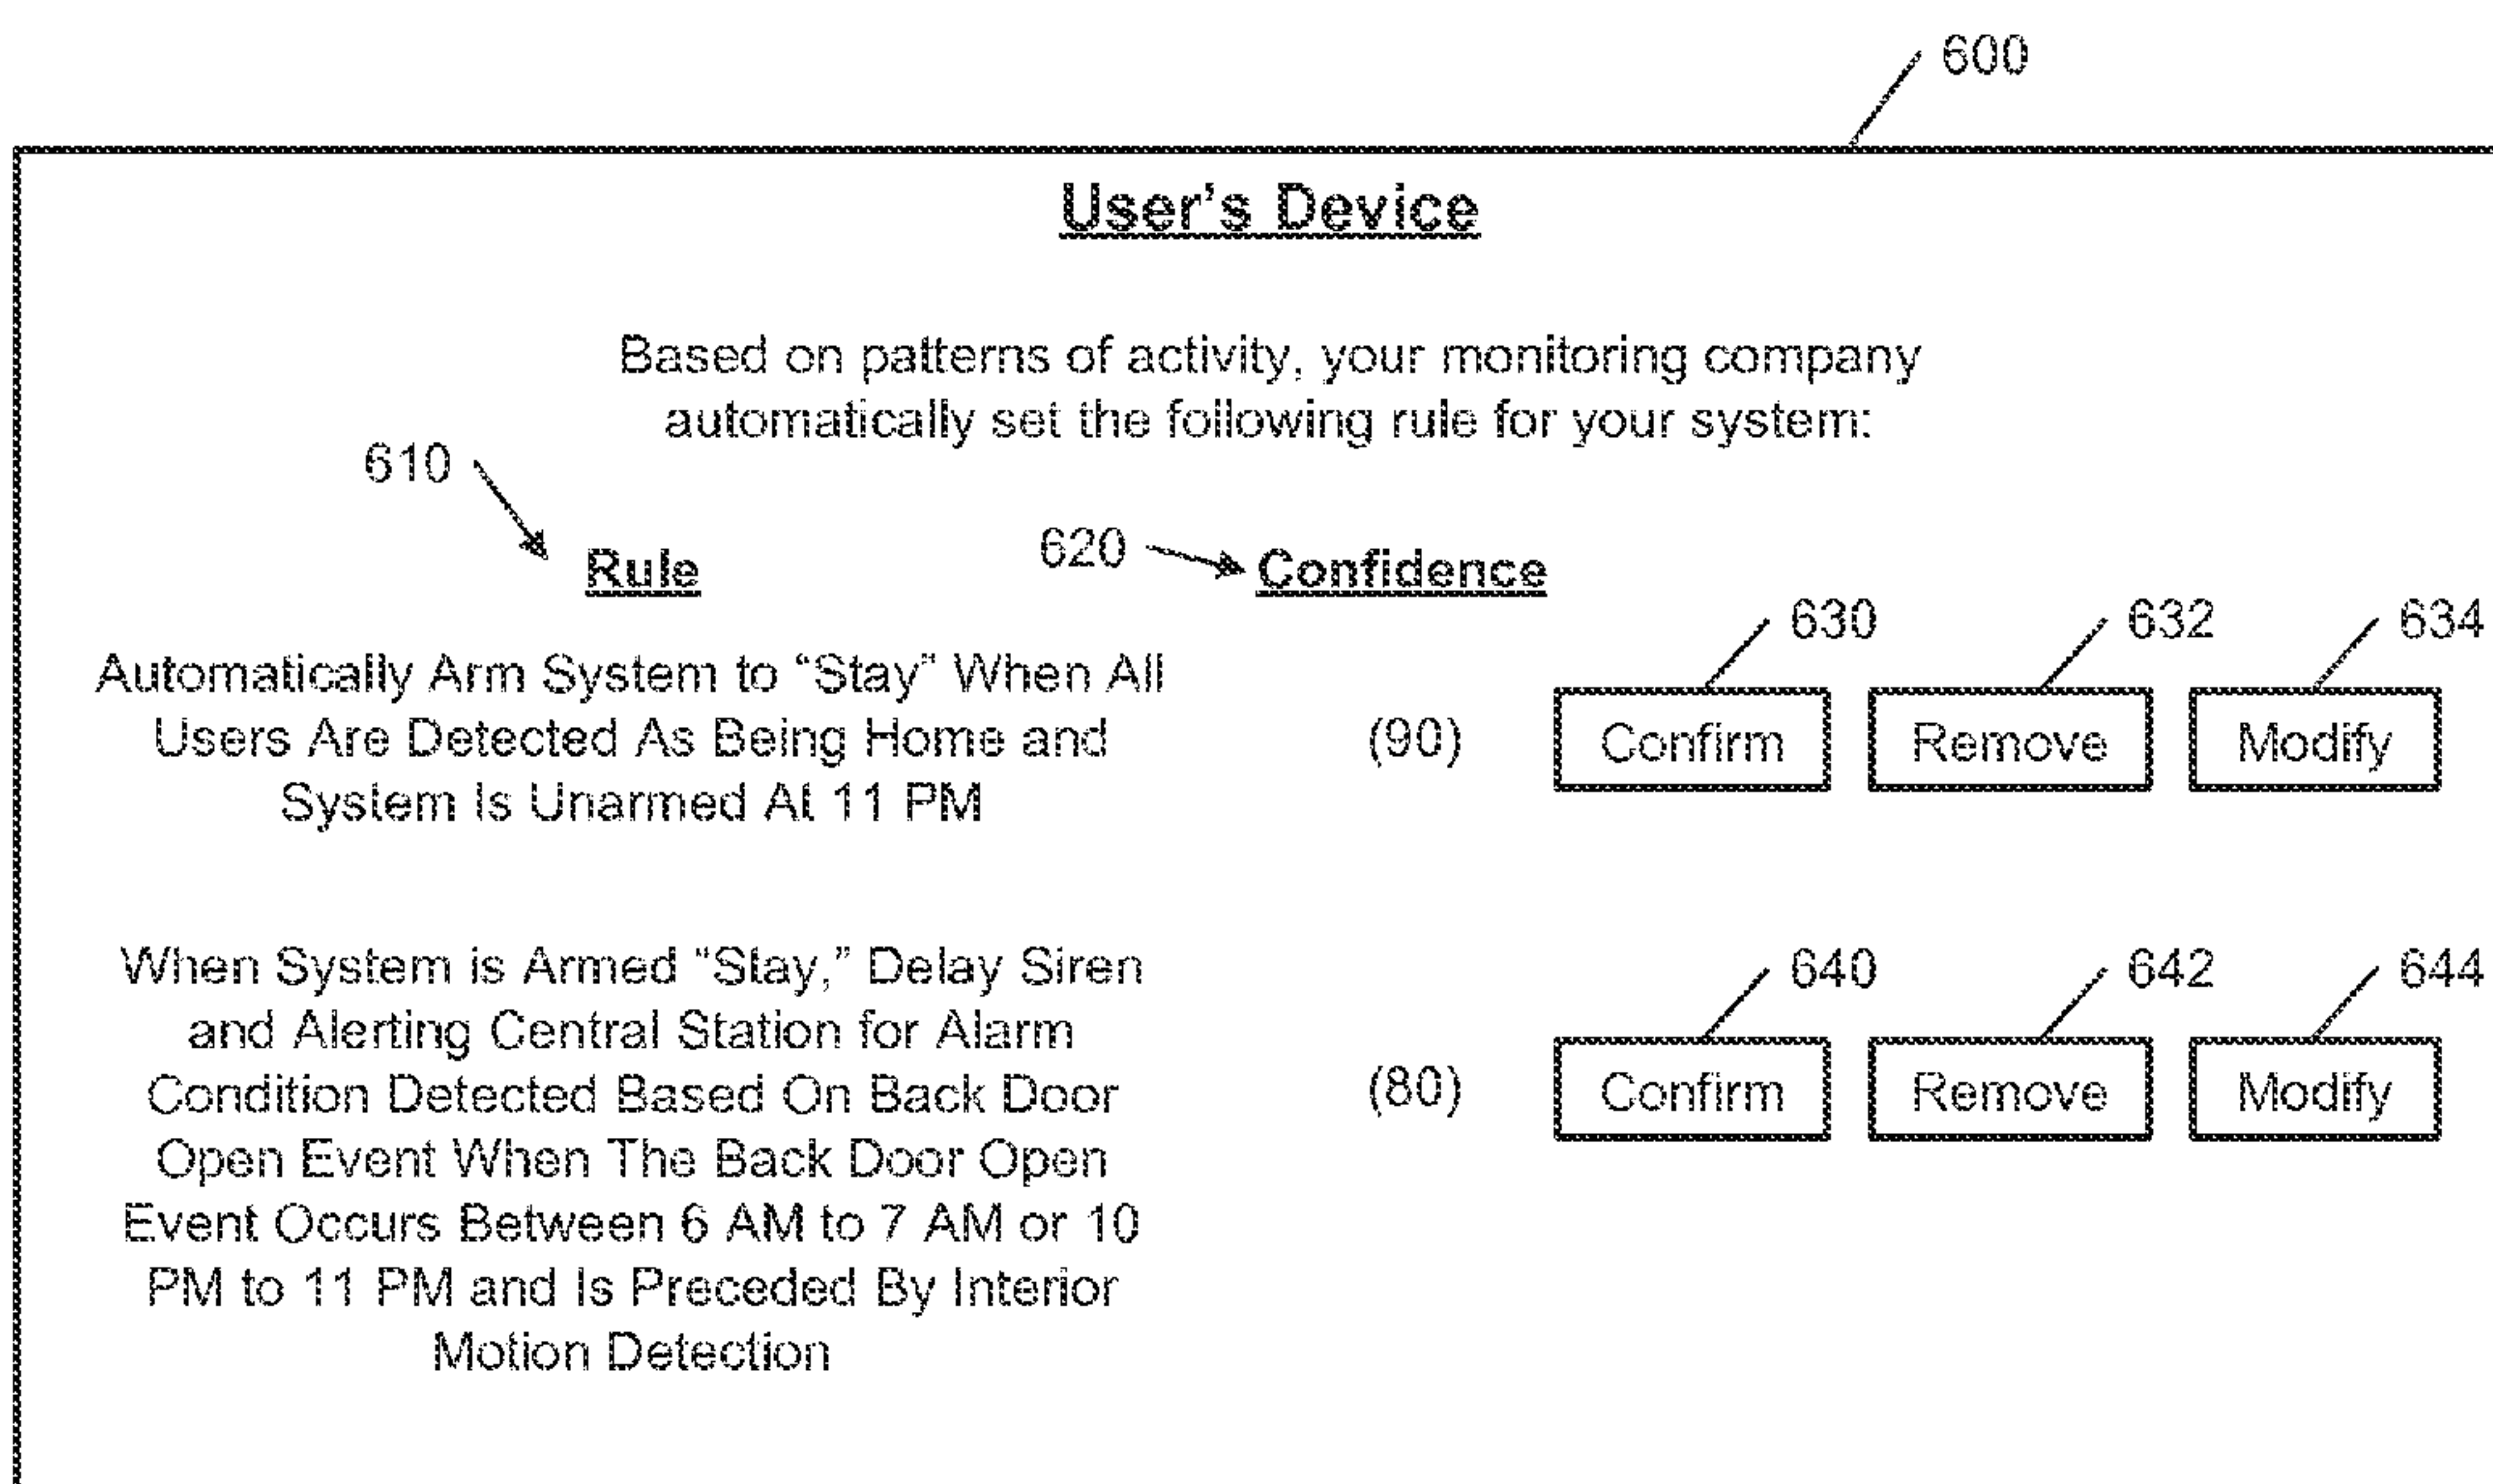 600
User's Device
Based on patterns of activity, your monitoring company
automatically set the following rule for your system:
610
620
Rule
Confidence
630
632
634
Automatically Arm System to “Stay” When All
Users Are Detected As Being Home and
System Is Unarmed At 11 PM
(90)
Confirm
Remove
Modify
640
642
644
When System is Armed “Stay,” Delay Siren
and Alerting Central Station for Alarm
Condition Detected Based On Back Door
Open Event When The Back Door Open
Event Occurs Between 6 AM to 7 AM or 10
PM to 11 PM and Is Preceded By Interior
Motion Detection
(80)
Confirm
Remove
Modify